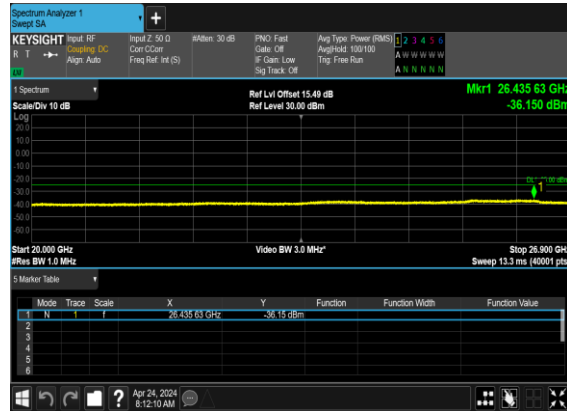 Spectrum Analyzer 1
Swept SA
+
KEYSIGHT
R T
Input: RF
Coupling: DC
Align: Auto
Input Z: 50 Ω
Corr CCorr
Freq Ref: Int (S)
#Atten: 30 dB
PNO: Fast
Gate: Off
IF Gain: Low
Sig Track: Off
Avg Type: Power (RMS)
Avg|Hold: 100/100
Trig: Free Run
1 2 3 4 5 6
A W W W W W
A N N N N N
1 Spectrum
Scale/Div 10 dB
Ref Lvl Offset 15.49 dB
Ref Level 30.00 dBm
Mkr1 26.435 63 GHz
-36.150 dBm
Log
20.0
10.0
0.00
-10.0
-20.0
-30.0
-40.0
-50.0
-60.0
1
Start 20.000 GHz
#Res BW 1.0 MHz
Video BW 3.0 MHz*
Stop 26.900 GHz
Sweep 13.3 ms (40001 pts)
5 Marker Table
Mode Trace Scale X Y Function Function Width Function Value
1 N 1 f 26.435 63 GHz -36.15 dBm
2
3
4
5
6
?
Apr 24, 2024
8:12:10 AM